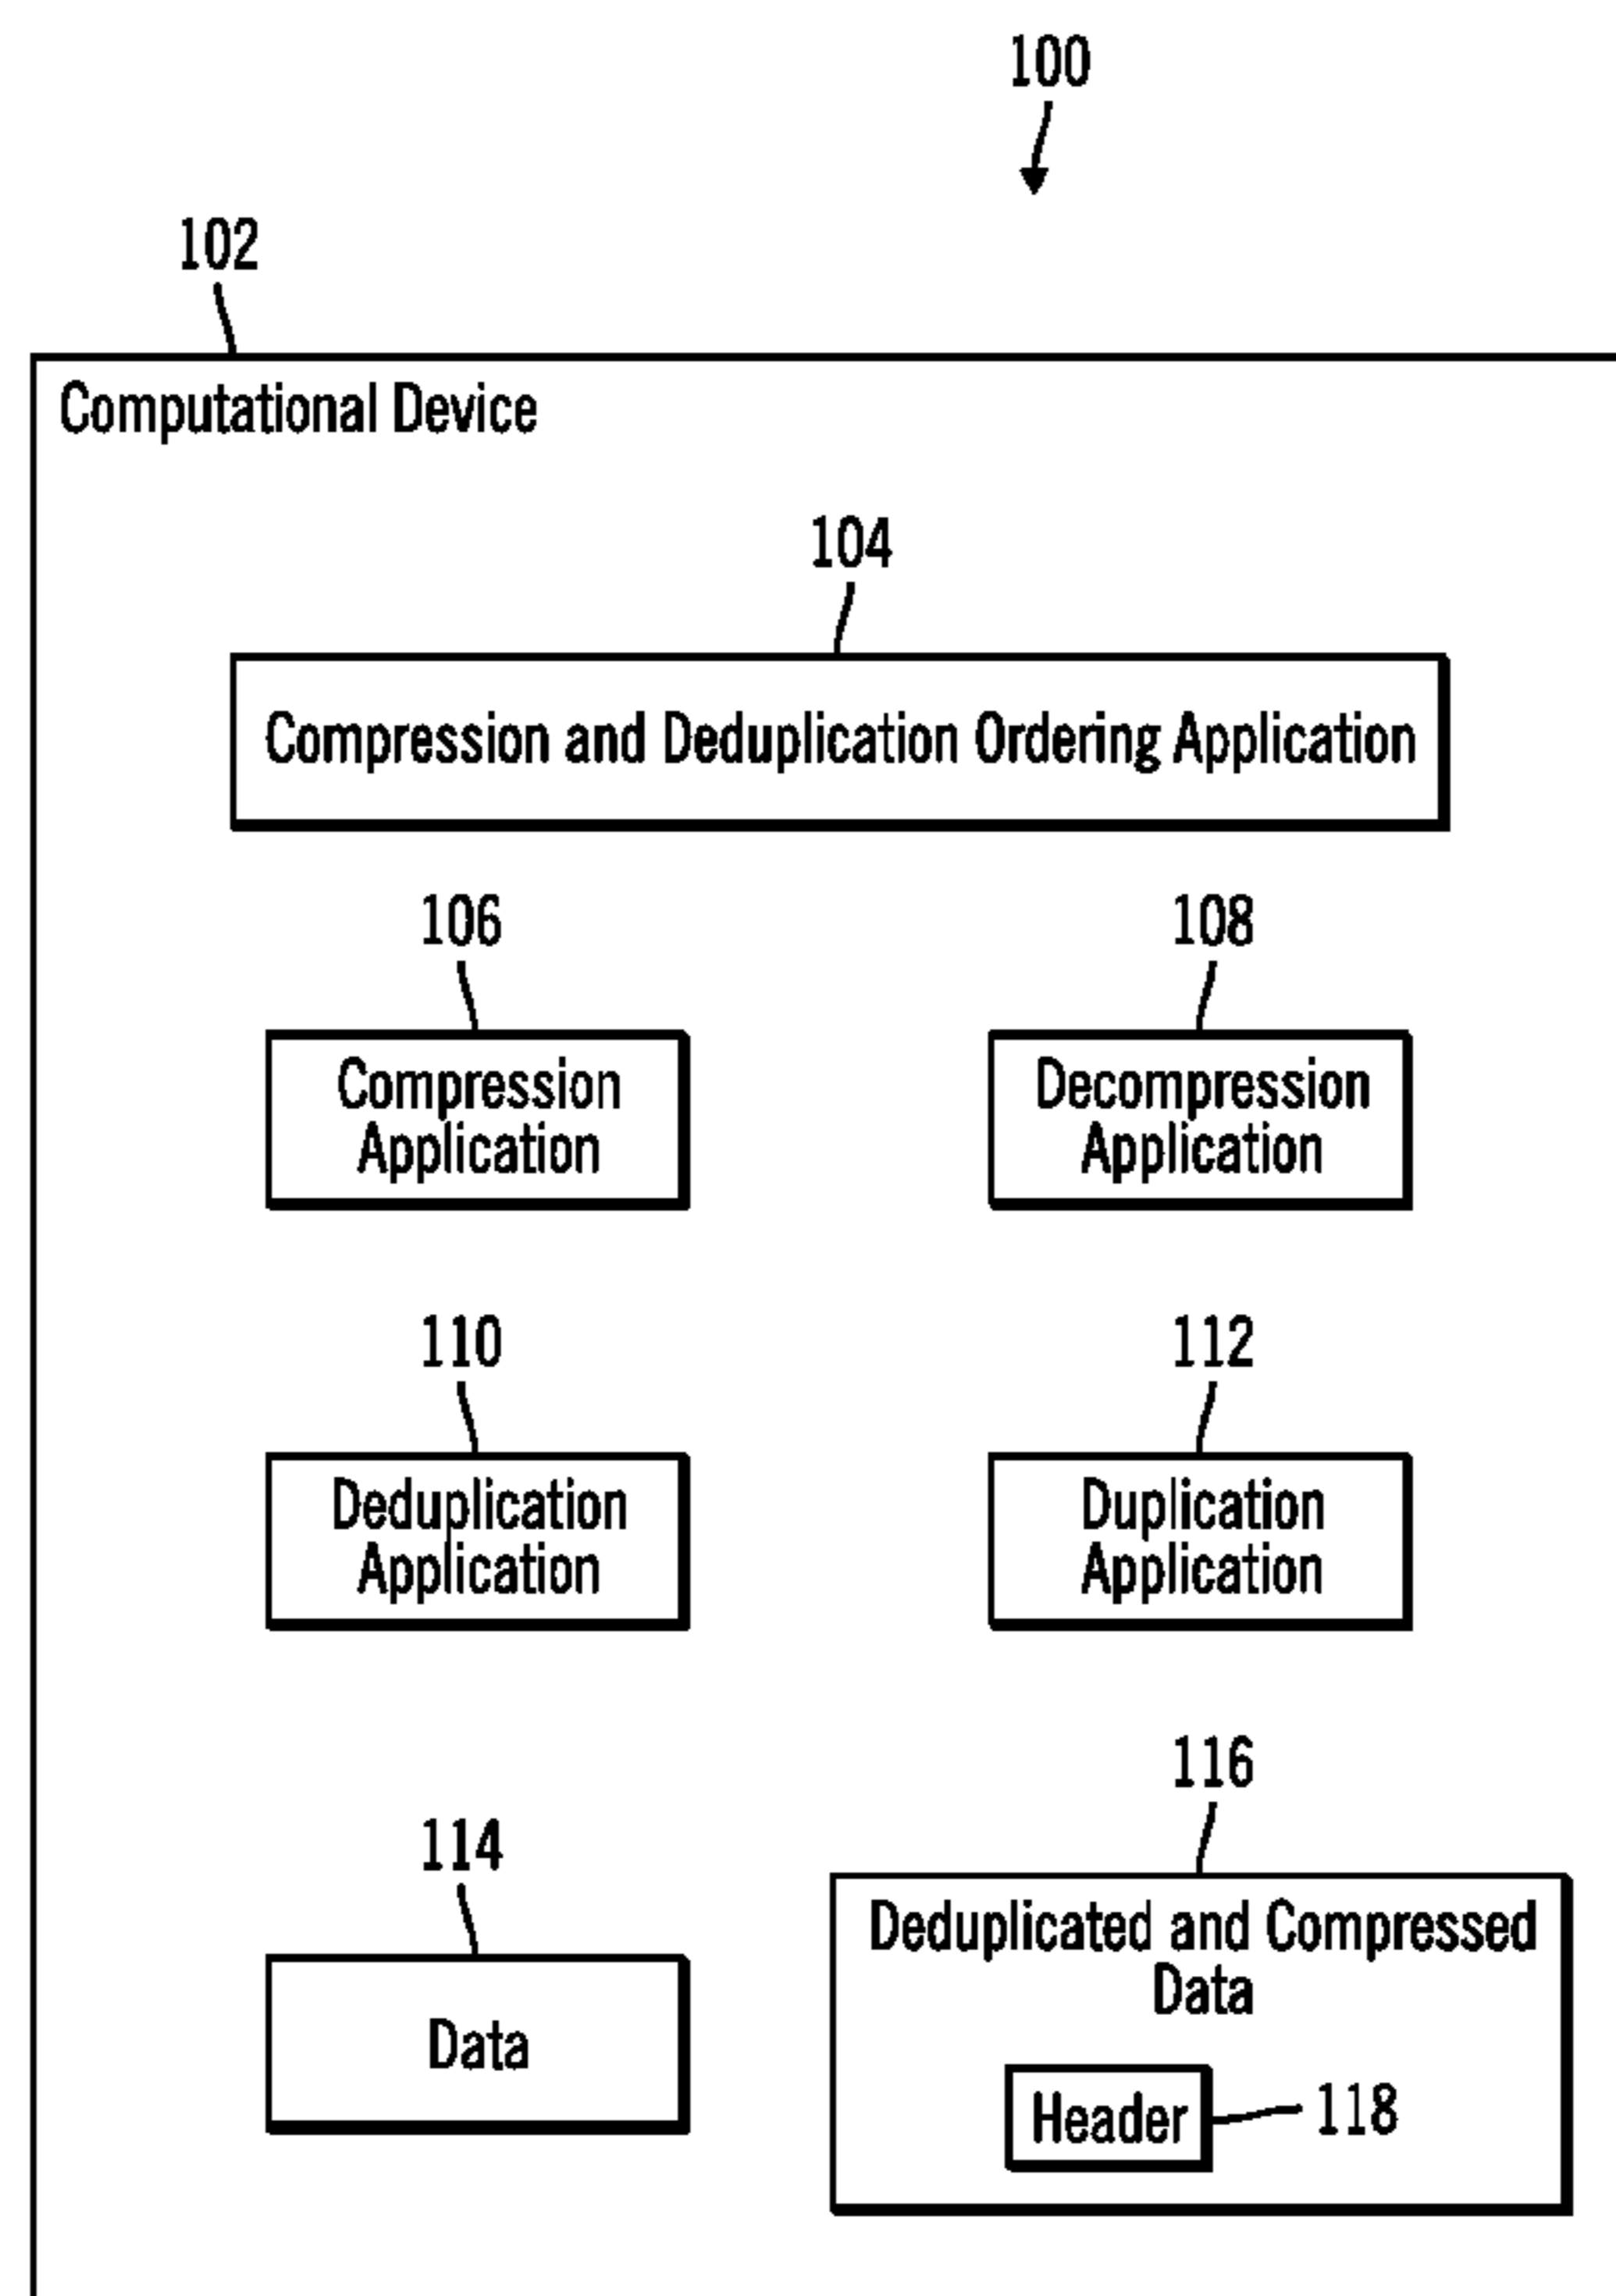 100
102
Computational Device
104
Compression and Deduplication Ordering Application
106
108
Compression
Application
Decompression
Application
110
112
Deduplication
Application
Duplication
Application
116
114
Deduplicated and Compressed
Data
Data
Header
118